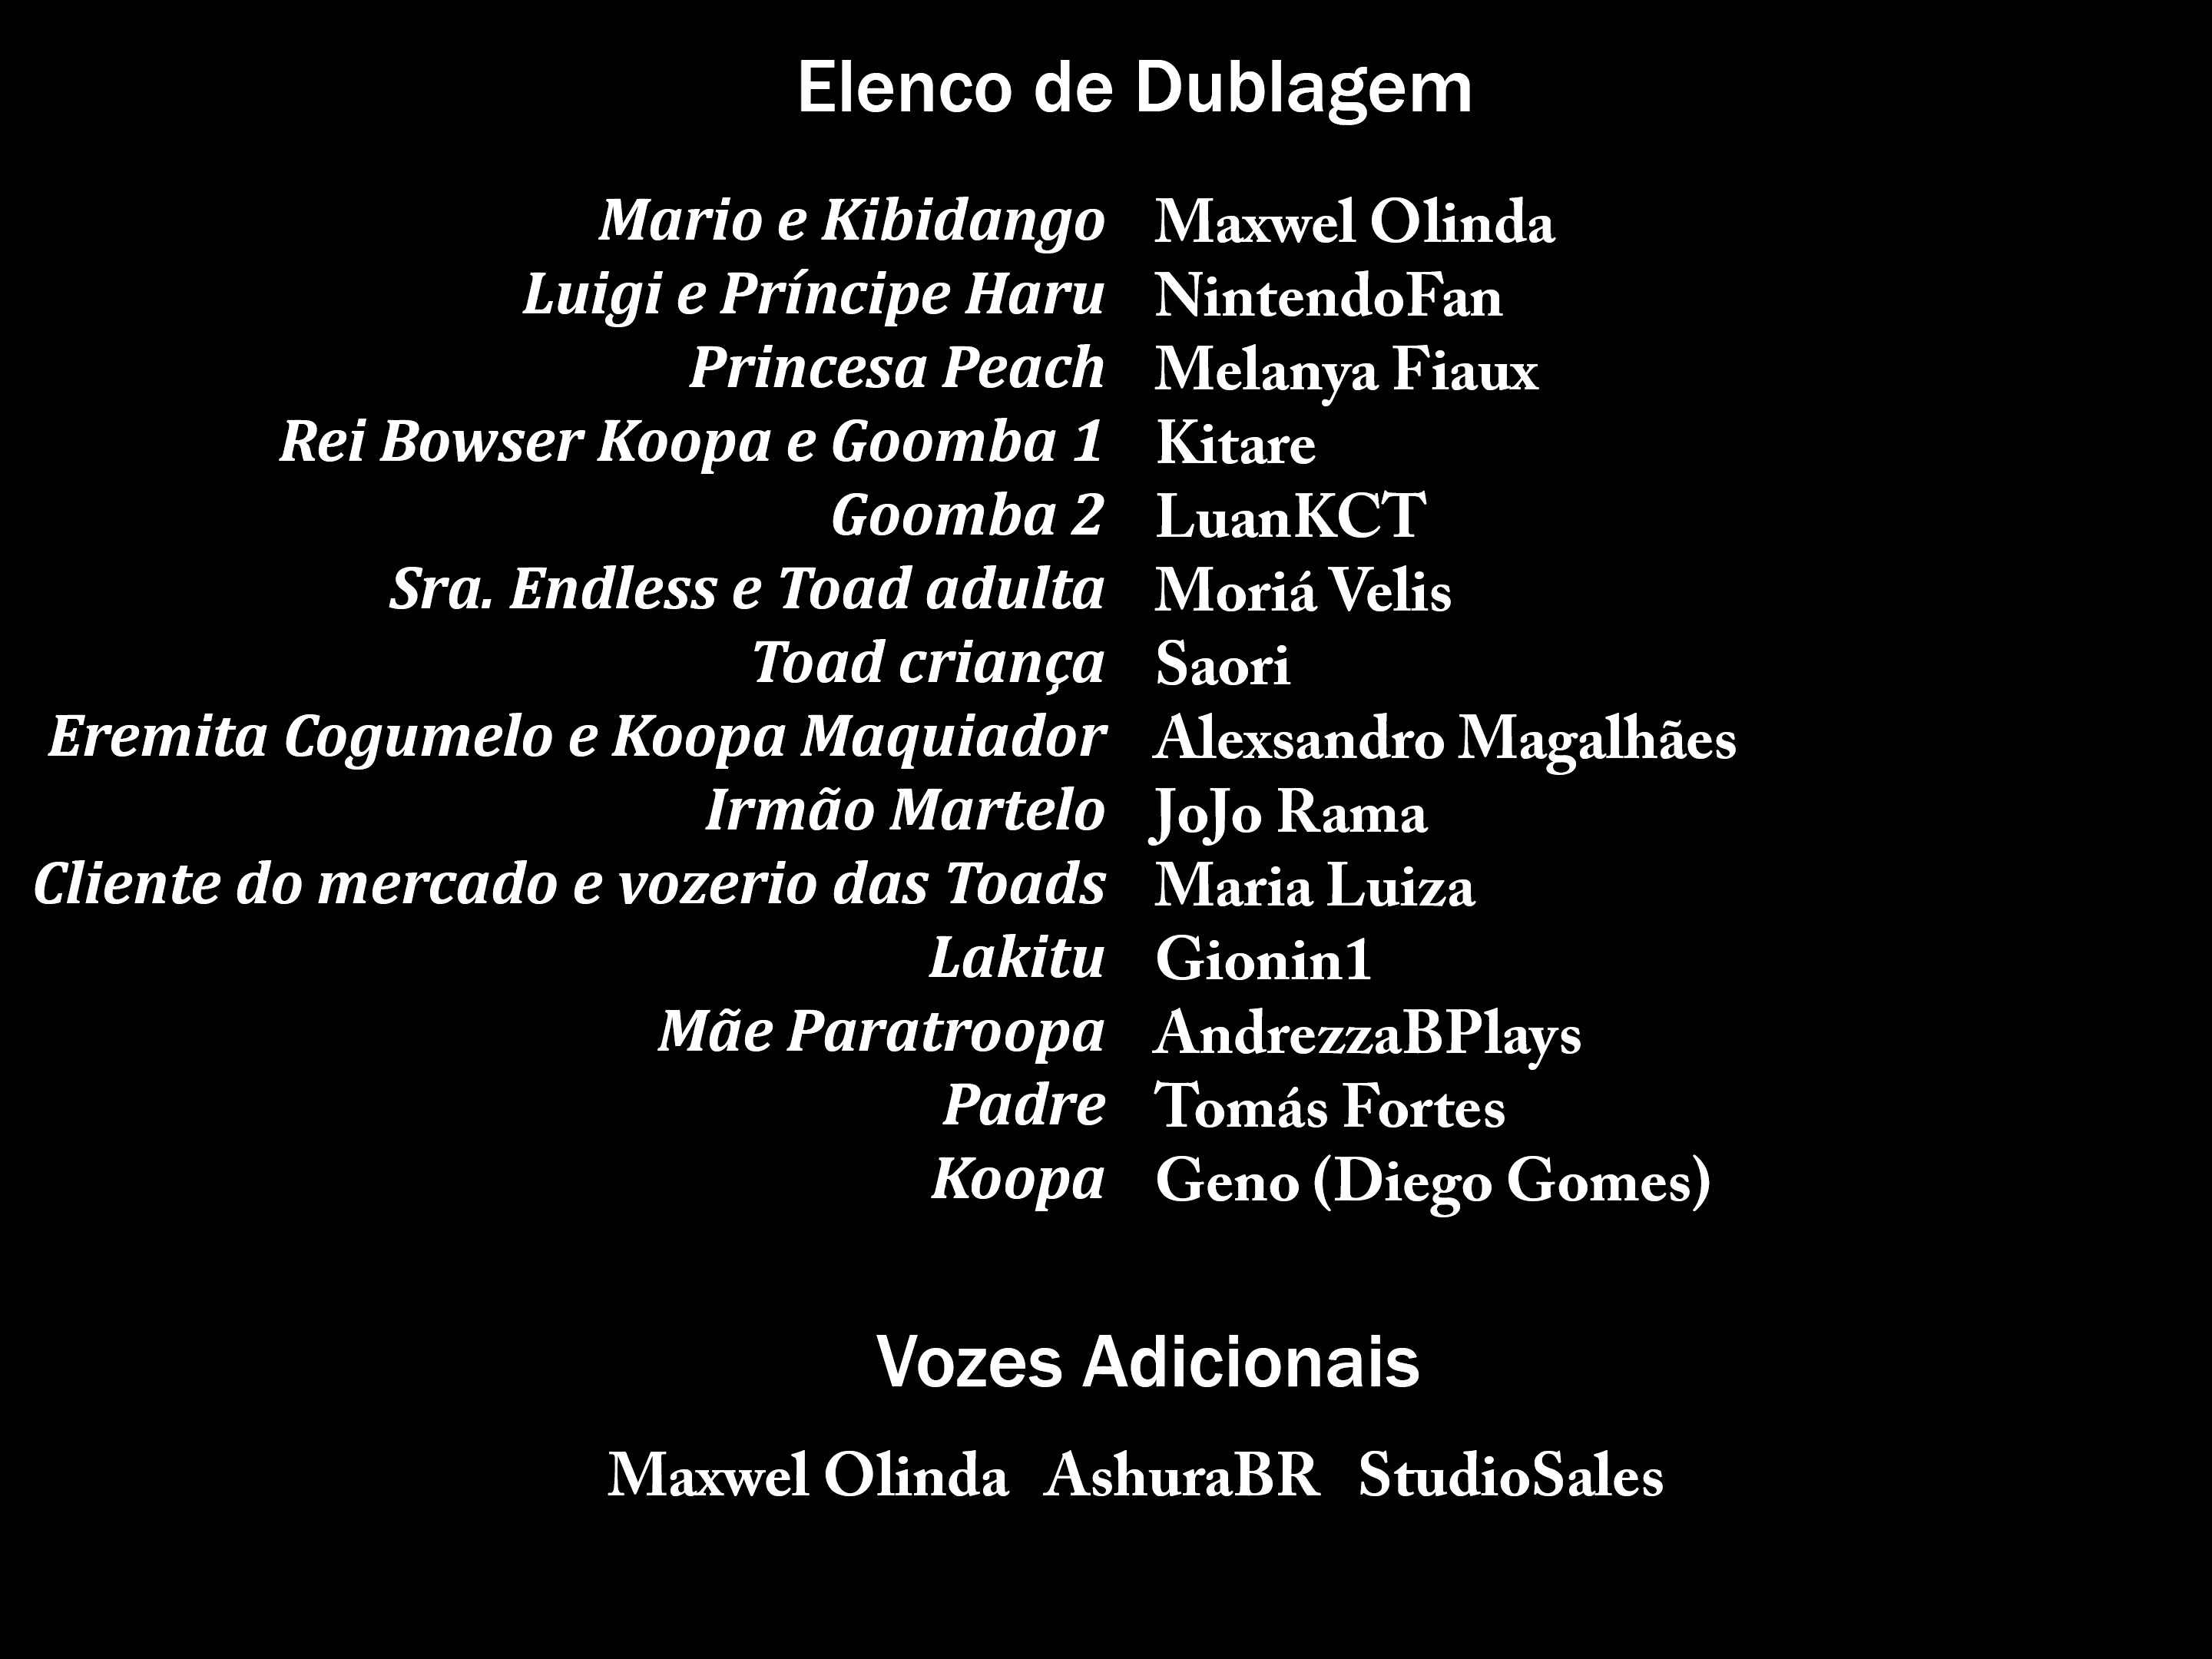 Elenco de Dublagem
Mario e Kibidango Maxwel Olinda
Luigi e Príncipe Haru NintendoFan
Princesa Peach Melanya Fiaux
Rei Bowser Koopa e Goomba 1 Kitare
Goomba 2 LuanKCT
Sra. Endless e Toad adulta Moriá Velis
Toad criança Saori
Eremita Cogumelo e Koopa Maquiador Alexsandro Magalhães
Irmão Martelo JoJo Rama
Cliente do mercado e vozerio das Toads Maria Luiza
Lakitu Gionin1
Mãe Paratroopa AndrezzaBPlays
Padre Tomás Fortes
Koopa Geno (Diego Gomes)
Vozes Adicionais
Maxwel Olinda AshuraBR StudioSales